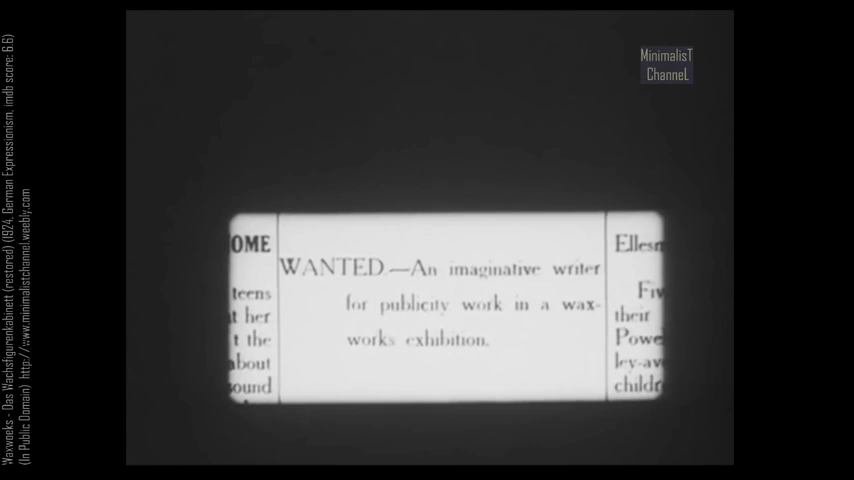 MinimalisT
ChanneL
OME
teens
t her
t the
about
ound
WANTED.—An imaginative writer
for publicity work in a wax-
works exhibition.
Ellesm
Fiv
their
Powe
ley-av
childr
Waxwoeks - Das Wachsfigurenkabinett (restored) (1924, German Expressionism, imdb score: 6.6)
(In Public Domain) http://www.minimalistchannel.weebly.com